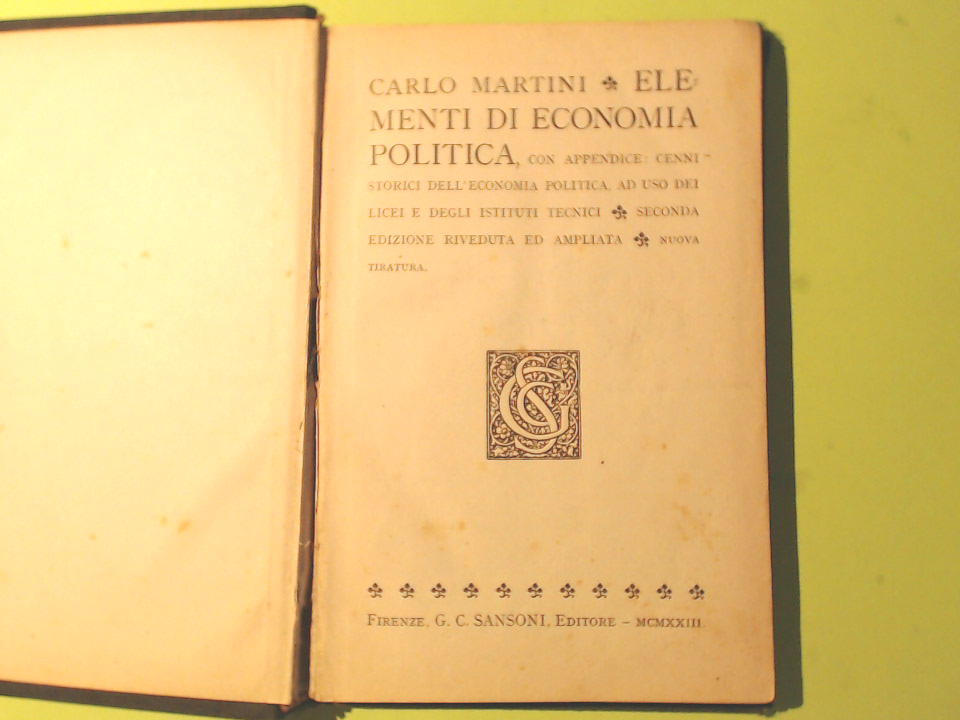 CARLO MARTINI ELE-
MENTI DI ECONOMIA
POLITICA, CON APPENDICE: CENNI
STORICI DELL'ECONOMIA POLITICA, AD USO DEI
LICEI E DEGLI ISTITUTI TECNICI SECONDA
EDIZIONE RIVEDUTA ED AMPLIATA NUOVA
TIRATURA.
GCS
FIRENZE, G. C. SANSONI, EDITORE – MCMXXIII.